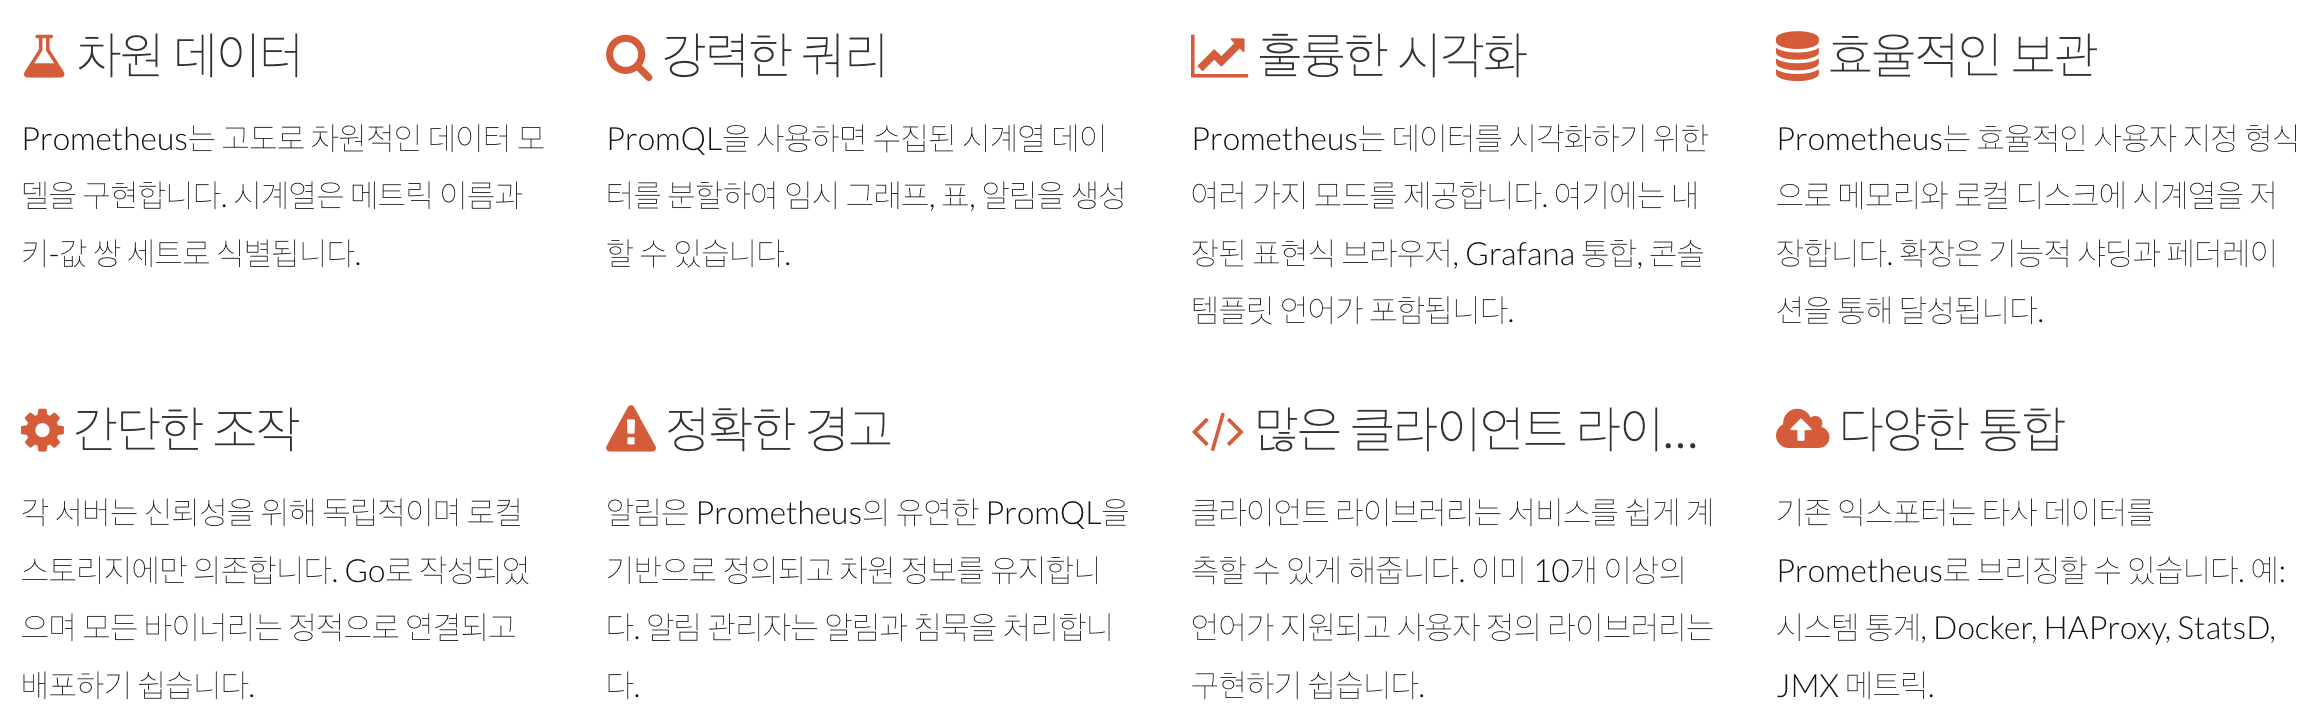 차원 데이터
Prometheus는 고도로 차원적인 데이터 모
델을 구현합니다. 시계열은 메트릭 이름과
키-값 쌍 세트로 식별됩니다.
강력한 쿼리
PromQL을 사용하면 수집된 시계열 데이
터를 분할하여 임시 그래프, 표, 알림을 생성
할 수 있습니다.
훌륭한 시각화
Prometheus는 데이터를 시각화하기 위한
여러 가지 모드를 제공합니다. 여기에는 내
장된 표현식 브라우저, Grafana 통합, 콘솔
템플릿 언어가 포함됩니다.
효율적인 보관
Prometheus는 효율적인 사용자 지정 형식
으로 메모리와 로컬 디스크에 시계열을 저
장합니다. 확장은 기능적 샤딩과 페더레이
션을 통해 달성됩니다.
간단한 조작
각 서버는 신뢰성을 위해 독립적이며 로컬
스토리지에만 의존합니다. Go로 작성되었
으며 모든 바이너리는 정적으로 연결되고
배포하기 쉽습니다.
정확한 경고
알림은 Prometheus의 유연한 PromQL을
기반으로 정의되고 차원 정보를 유지합니
다. 알림 관리자는 알림과 침묵을 처리합니
다.
많은 클라이언트 라이...
클라이언트 라이브러리는 서비스를 쉽게 계
측할 수 있게 해줍니다. 이미 10개 이상의
언어가 지원되고 사용자 정의 라이브러리는
구현하기 쉽습니다.
다양한 통합
기존 익스포터는 타사 데이터를
Prometheus로 브리징할 수 있습니다. 예:
시스템 통계, Docker, HAProxy, StatsD,
JMX 메트릭.